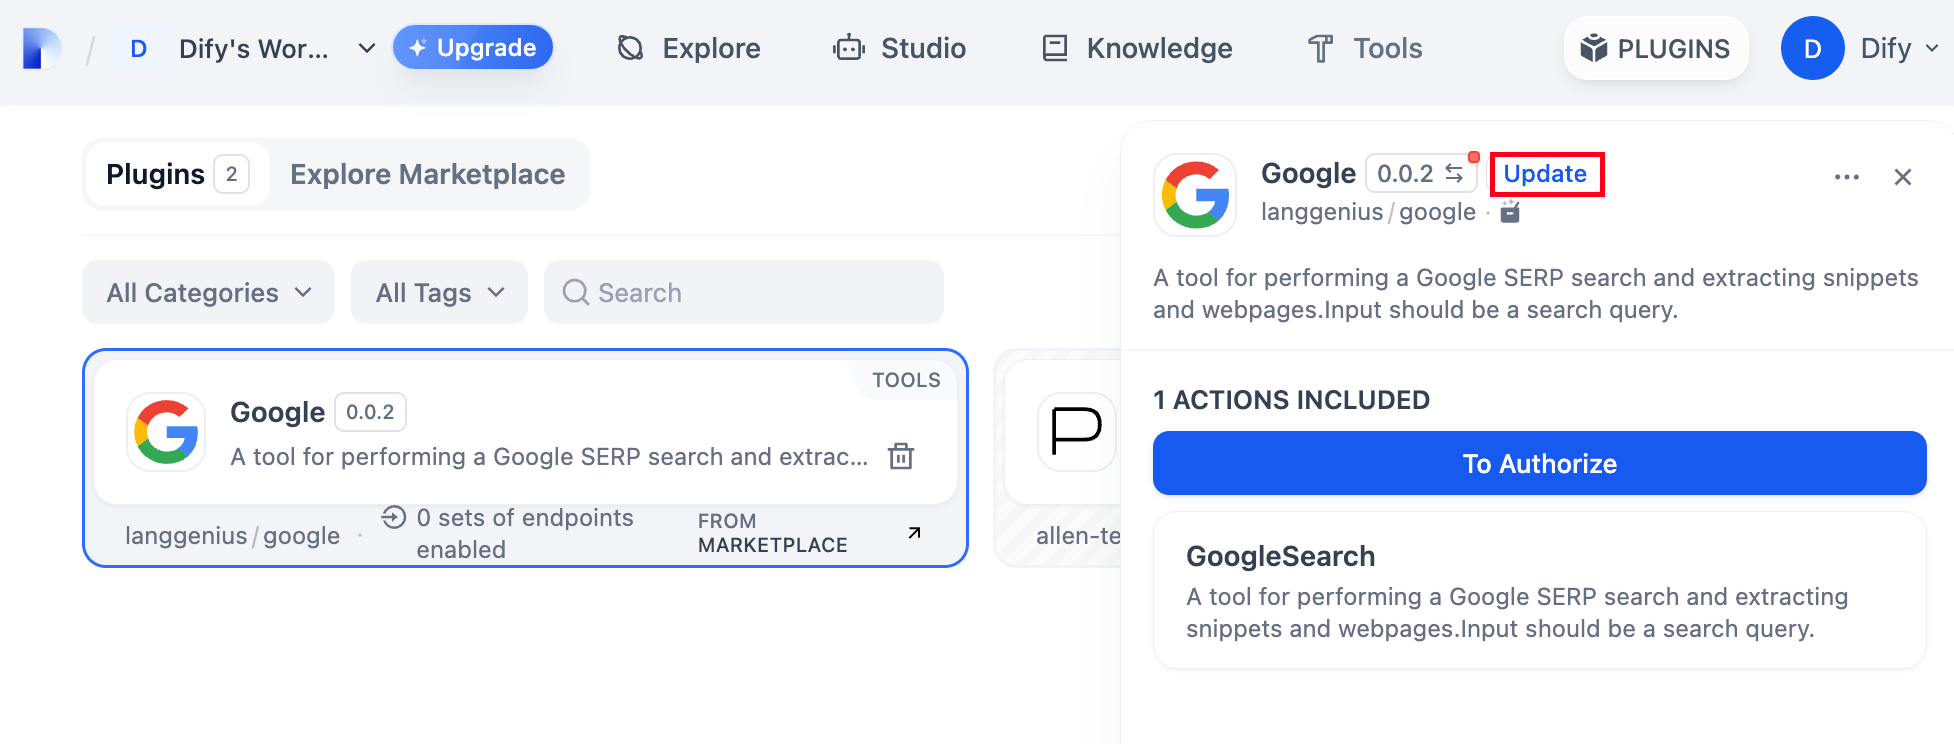 / D Dify's Wor... Upgrade Explore Studio Knowledge Tools PLUGINS D Dify
Plugins 2 Explore Marketplace
All Categories All Tags Search
TOOLS
Google 0.0.2
A tool for performing a Google SERP search and extrac...
langgenius / google · 0 sets of endpoints
enabled
FROM
MARKETPLACE
allen-te
Google 0.0.2 Update
langgenius / google ·
A tool for performing a Google SERP search and extracting snippets
and webpages.Input should be a search query.
1 ACTIONS INCLUDED
To Authorize
GoogleSearch
A tool for performing a Google SERP search and extracting
snippets and webpages.Input should be a search query.